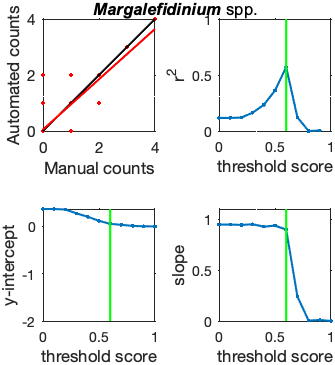 Margalefidinium spp.
Automated counts
4
2
0
0
2
4
Manual counts
r2
1
0.5
0
0
0.5
1
threshold score
y-intercept
0
-1
-2
0
0.5
1
threshold score
slope
1
0.5
0
0
0.5
1
threshold score